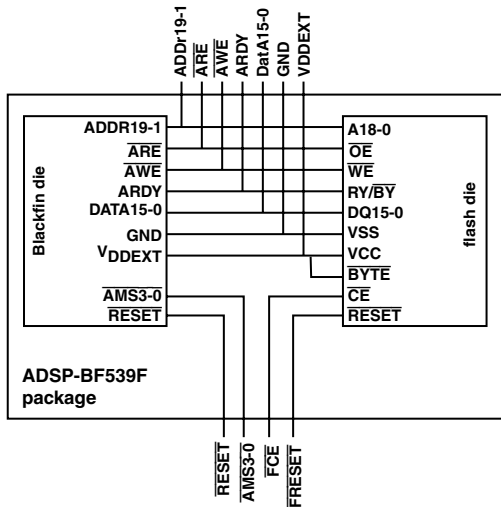 ADDr19-1
ARE
AWE
ARDY
DatA15-0
GND
VDDEXT
Blackfin die
ADDR19-1
ARE
AWE
ARDY
DATA15-0
GND
VDDEXT
AMS3-0
RESET
A18-0
OE
WE
RY/BY
DQ15-0
VSS
VCC
BYTE
CE
RESET
flash die
ADSP-BF539F
package
RESET
AMS3-0
FCE
FRESET